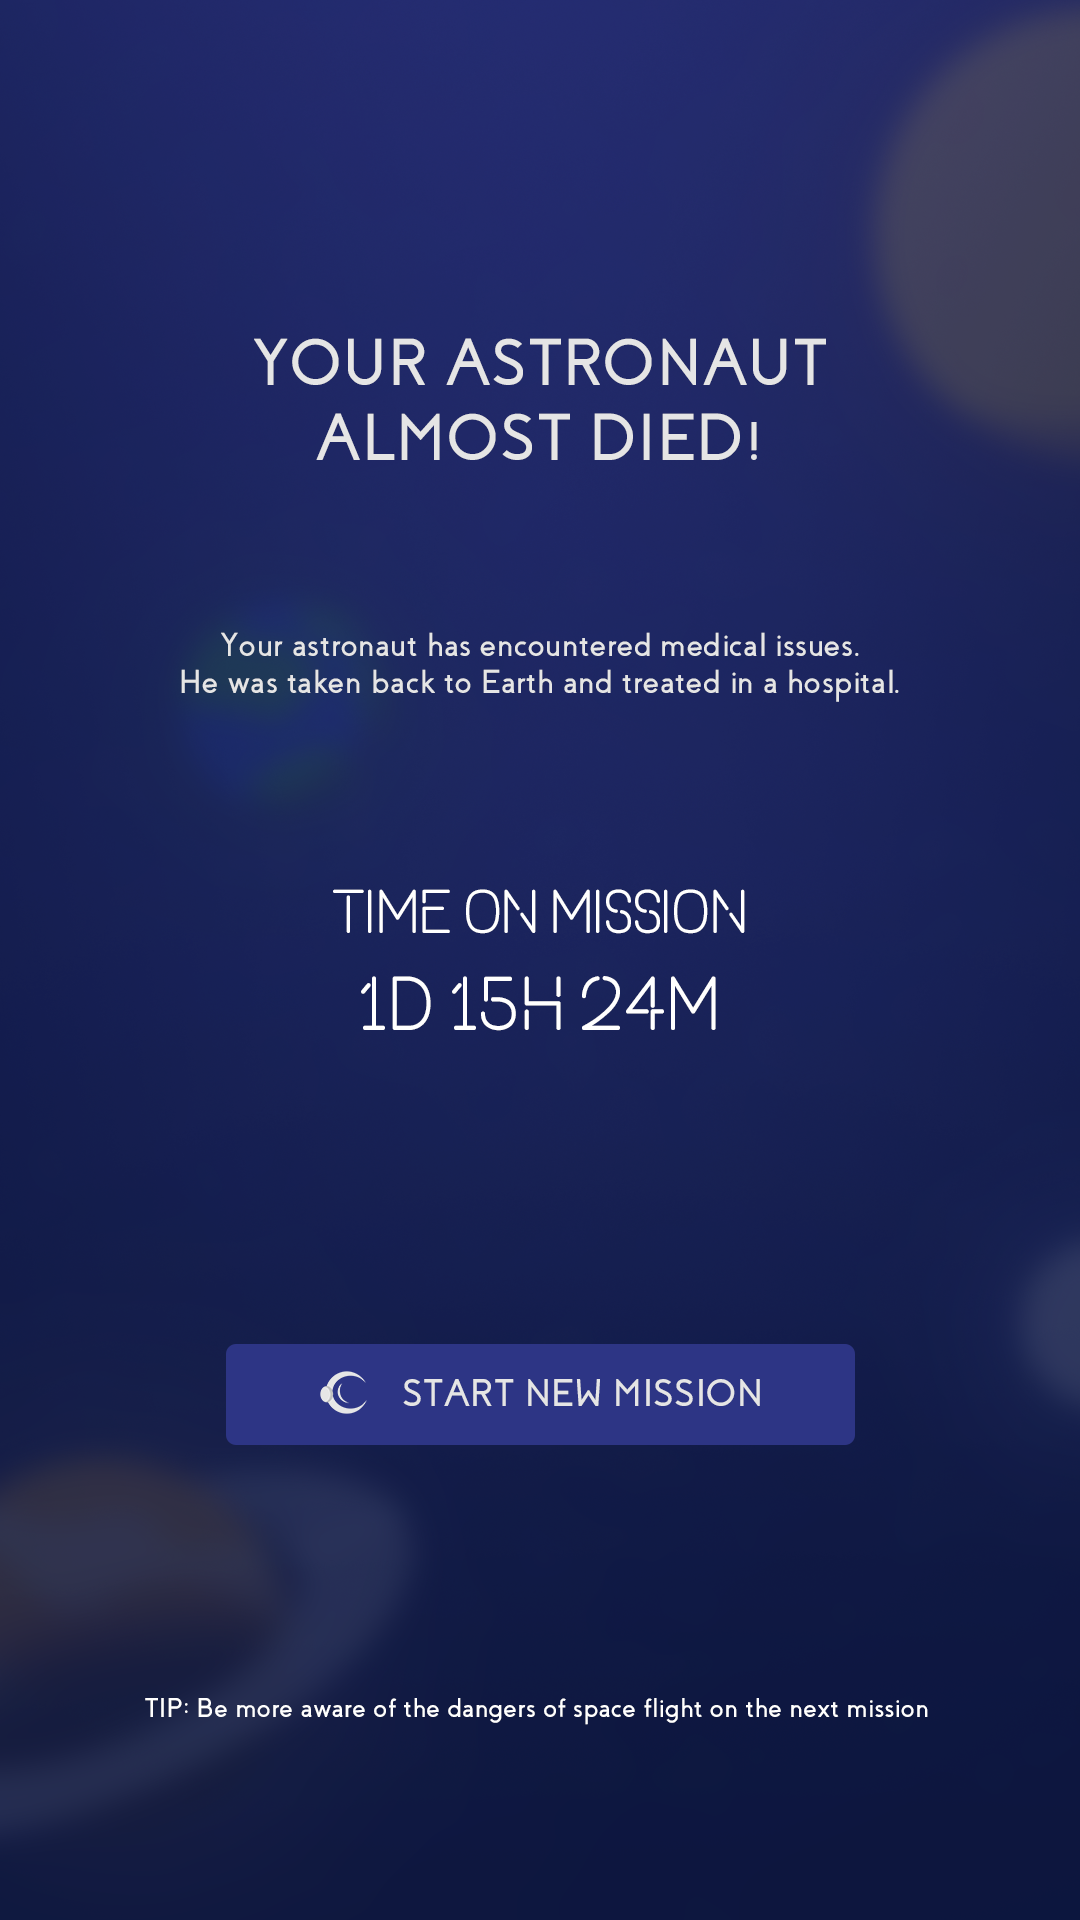 YOUR ASTRONAUT
ALMOST DIED!
Your astronaut has encountered medical issues.
He was taken back to Earth and treated in a hospital.
TIME ON MISSION
1D 15H 24M
START NEW MISSION
TIP: Be more aware of the dangers of space flight on the next mission